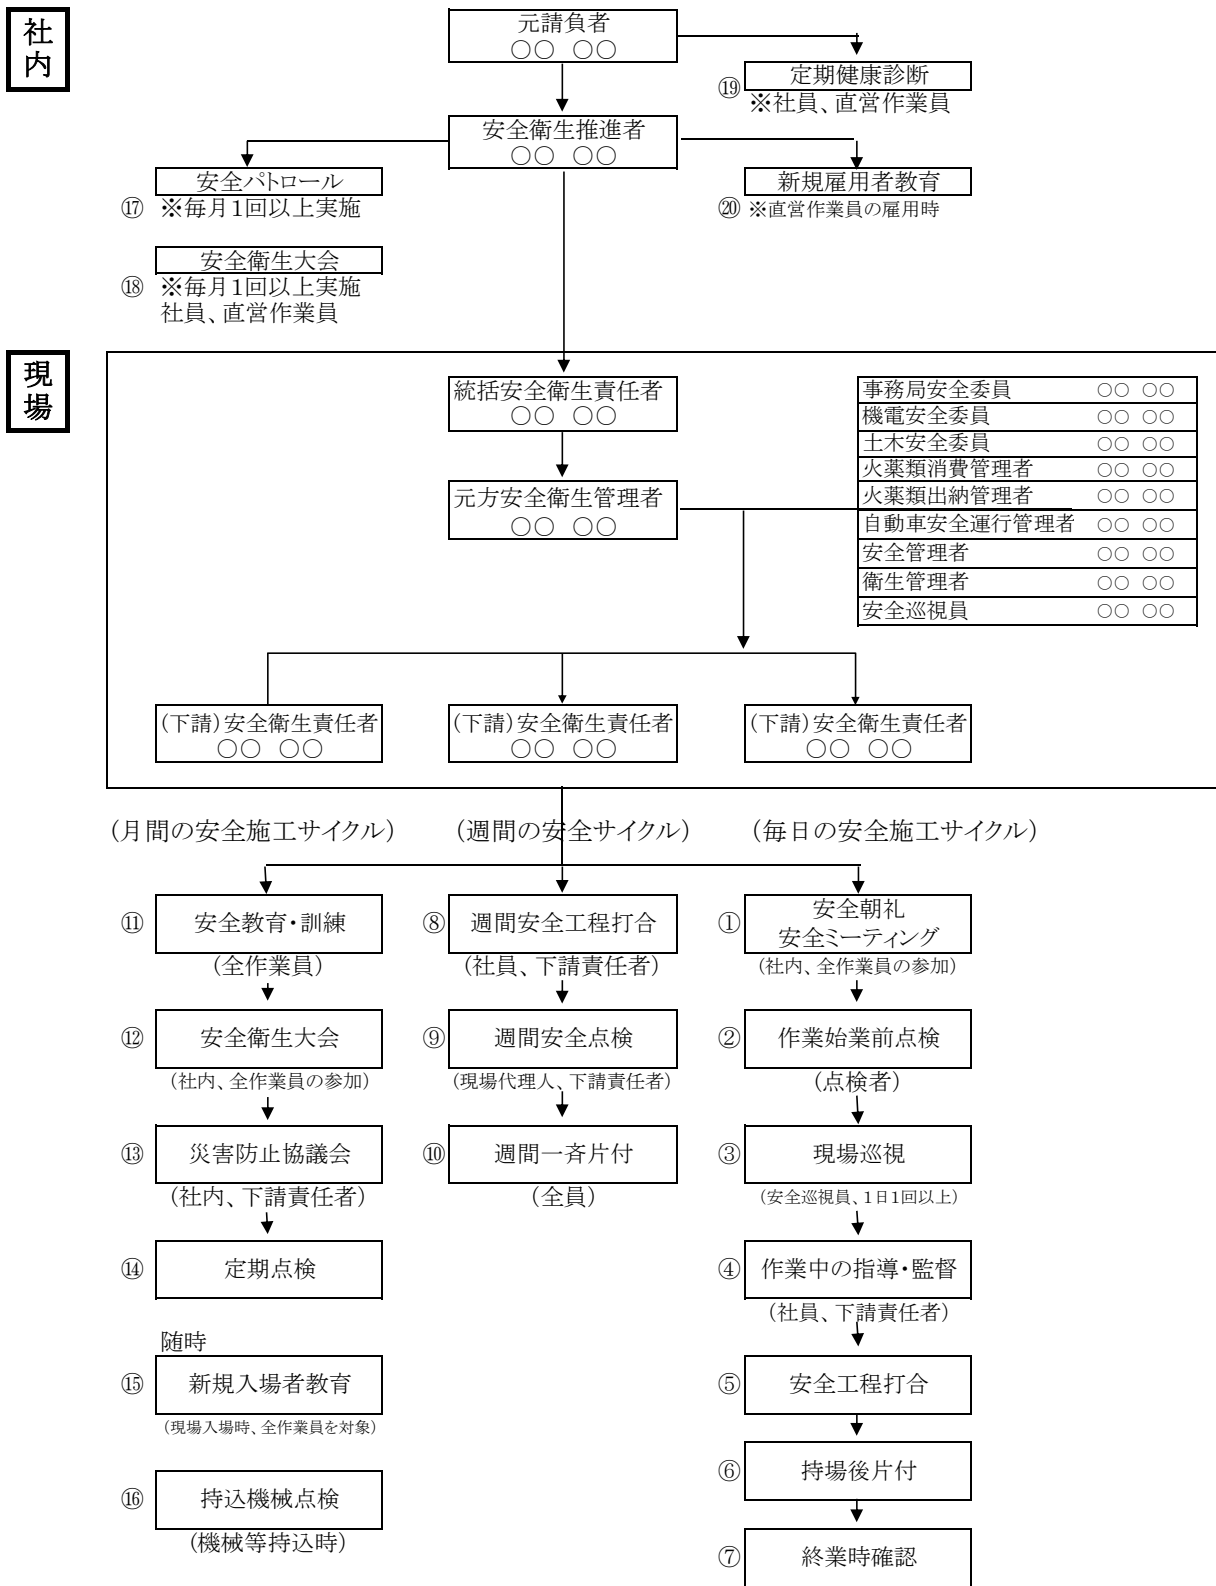 社内
元請負者
○○ ○○
⑲ 定期健康診断
※社員、直営作業員
安全衛生推進者
○○ ○○
安全パトロール
⑰ ※毎月1回以上実施
新規雇用者教育
⑳ ※直営作業員の雇用時
安全衛生大会
⑱ ※毎月1回以上実施
社員、直営作業員
現場
統括安全衛生責任者
○○ ○○
元方安全衛生管理者
○○ ○○
事務局安全委員 ○○ ○○
機電安全委員 ○○ ○○
土木安全委員 ○○ ○○
火薬類消費管理者 ○○ ○○
火薬類出納管理者 ○○ ○○
自動車安全運行管理者 ○○ ○○
安全管理者 ○○ ○○
衛生管理者 ○○ ○○
安全巡視員 ○○ ○○
(下請)安全衛生責任者
○○ ○○
(下請)安全衛生責任者
○○ ○○
(下請)安全衛生責任者
○○ ○○
(月間の安全施工サイクル)
⑪ 安全教育・訓練
(全作業員)
⑫ 安全衛生大会
(社内、全作業員の参加)
⑬ 災害防止協議会
(社内、下請責任者)
⑭ 定期点検
随時
⑮ 新規入場者教育
(現場入場時、全作業員を対象)
⑯ 持込機械点検
(機械等持込時)
(週間の安全サイクル)
⑧ 週間安全工程打合
(社員、下請責任者)
⑨ 週間安全点検
(現場代理人、下請責任者)
⑩ 週間一斉片付
(全員)
(毎日の安全施工サイクル)
① 安全朝礼
安全ミーティング
(社内、全作業員の参加)
② 作業始業前点検
(点検者)
③ 現場巡視
(安全巡視員、1日1回以上)
④ 作業中の指導・監督
(社員、下請責任者)
⑤ 安全工程打合
⑥ 持場後片付
⑦ 終業時確認